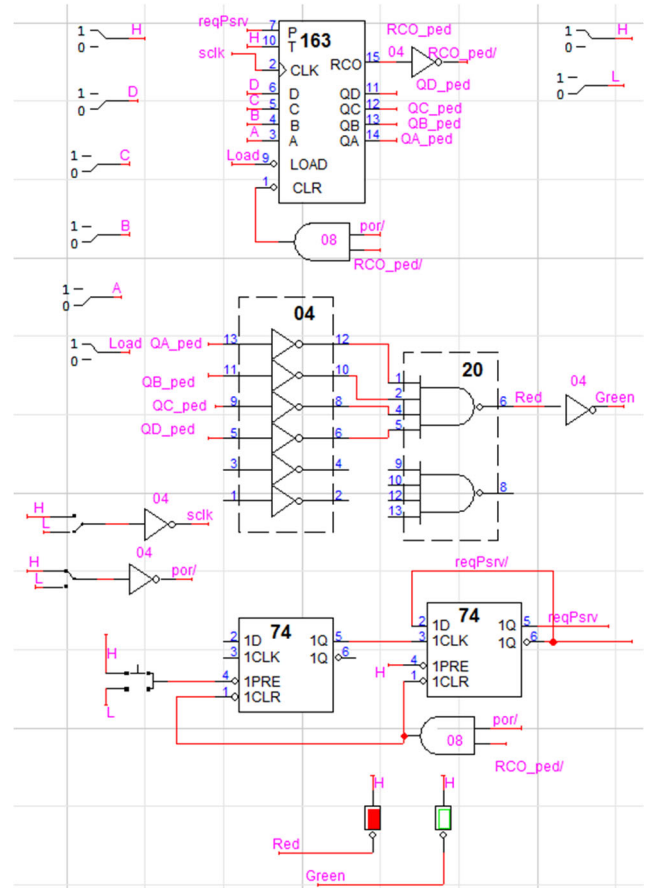 1 H
0
reqPsrv
H
sclk
7 P 163
10 T
2 CLK
RCO 15
RCO_ped
04 RCO_ped/
1 H
0
1 L
0
1 D
0
D 6 D QD 11 QD_ped
C 5 C QC 12 QC_ped
B 4 B QB 13 QB_ped
A 3 A QA 14 QA_ped
1 C
0
Load 9 LOAD
1 CLR
1 B
0
08 por/
RCO_ped/
1 A
0
04
1 Load
0
QA_ped 13 12
QB_ped 11 10
QC_ped 9 8
QD_ped 5 6
3 4
1 2
20
1
2
4
5
6 Red
04
Green
9
10
12
13
8
H
L
04
sclk
H
L
04
por/
reqPsrv/
H
L
74
2 1D 1Q 5
3 1CLK 1Q 6
4 1PRE
1 1CLR
74
2 1D 1Q 5 reqPsrv
3 1CLK 1Q 6
H 4 1PRE
1 1CLR
08 por/
RCO_ped/
H
H
Red
Green